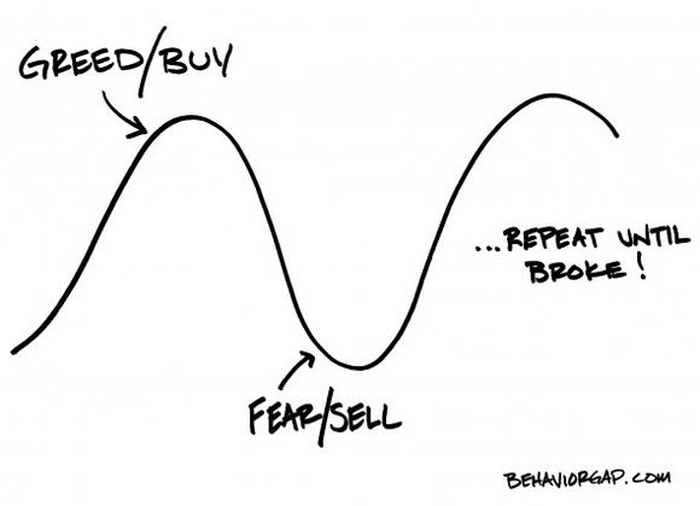 GREED/BUY
...REPEAT UNTIL
BROKE!
FEAR/SELL
BEHAVIORGAP.COM